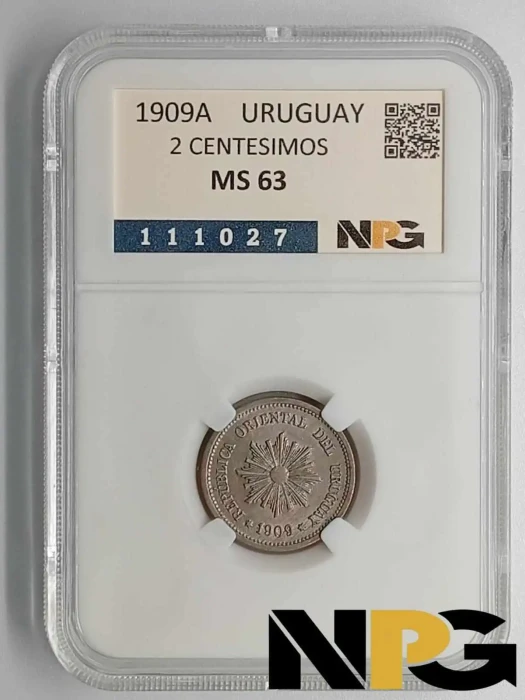 1909A URUGUAY
2 CENTESIMOS
MS 63
111027
NPG
REPUBLICA ORIENTAL DEL URUGUAY
1909
NPG